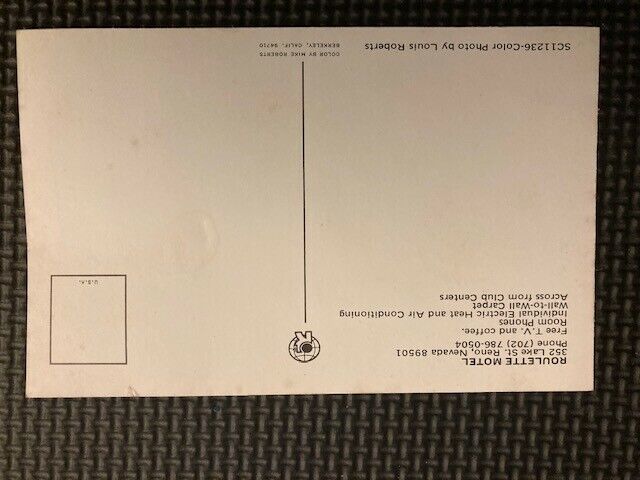 ROULETTE MOTEL
352 Lake St. Reno, Nevada 89501
Phone (702) 786-0504
Free T.V. and coffee.
Room Phones
Individual Electric Heat and Air Conditioning
Wall-to-Wall Carpet
Across from Club Centers
SC11236-Color Photo by Louis Roberts
COLOR BY MIKE ROBERTS
BERKELEY, CALIF. 94710
U.S.A.